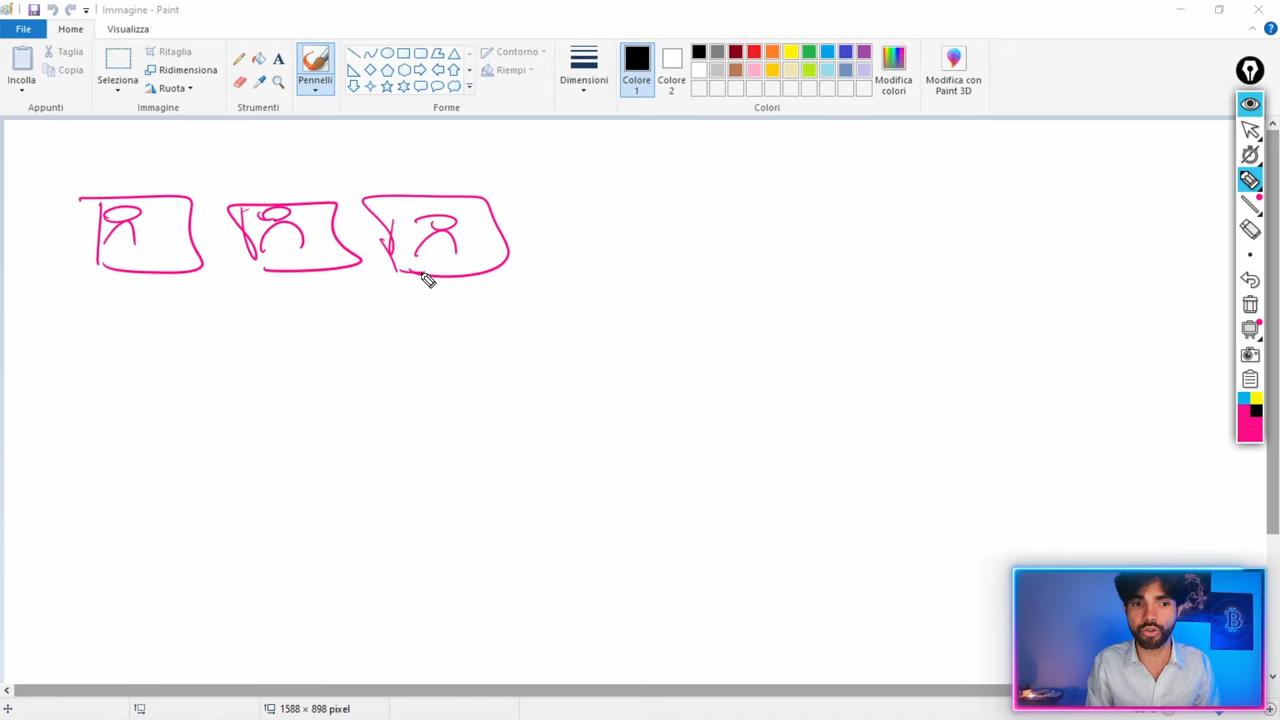 Immagine - Paint
File Home Visualizza
Incolla
Taglia
Copia
Appunti
Seleziona
Ritaglia
Ridimensiona
Ruota
Immagine
A
Strumenti
Pennelli
Contorno
Riempi
Forme
Dimensioni
Colore
1
Colore
2
Modifica
colori
Modifica con
Paint 3D
Colori
1588 × 898 pixel